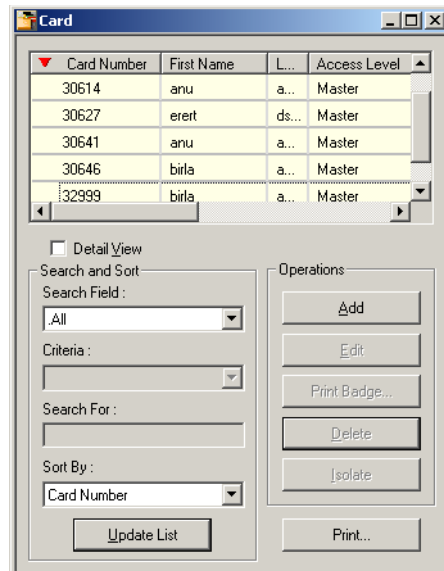 Card
Card Number First Name L... Access Level
30614 anu a... Master
30627 erert ds... Master
30641 anu a... Master
30646 birla a... Master
32999 birla a... Master
Detail View
Search and Sort
Search Field :
.All
Criteria :
Search For :
Sort By :
Card Number
Update List
Operations
Add
Edit
Print Badge...
Delete
Isolate
Print...